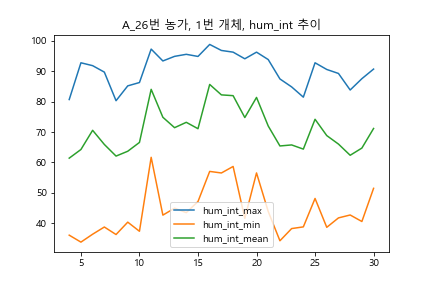 A_26번 농가, 1번 개체, hum_int 추이
100
90
80
70
60
50
40
hum_int_max
hum_int_min
hum_int_mean
5 10 15 20 25 30